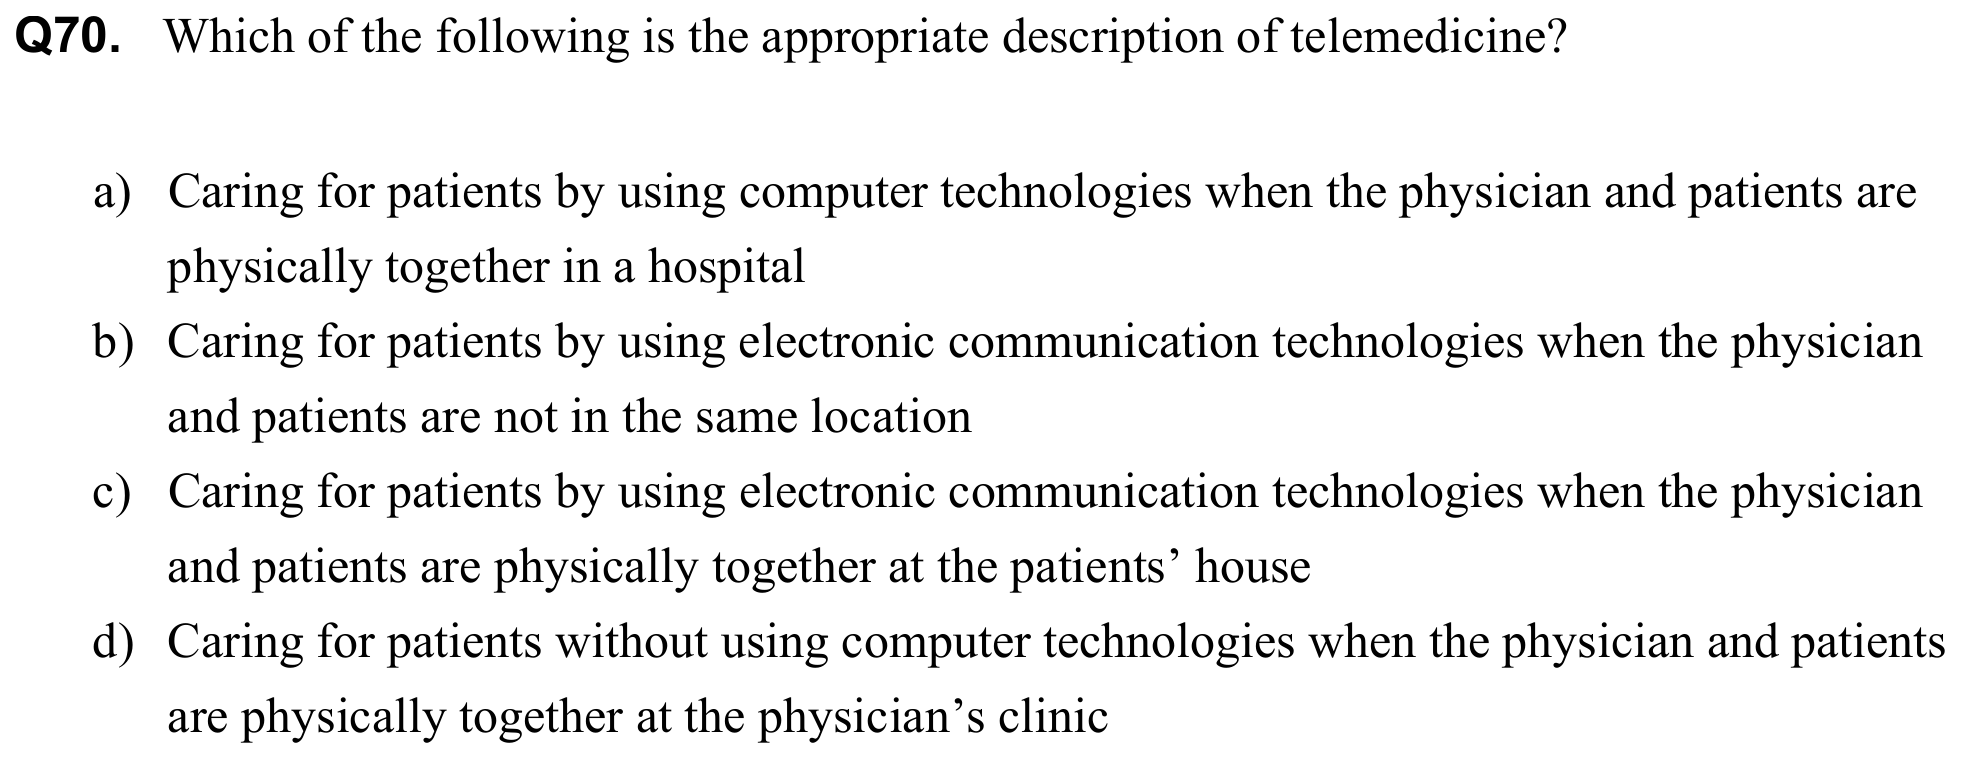 Q70. Which of the following is the appropriate description of telemedicine?
a) Caring for patients by using computer technologies when the physician and patients are
physically together in a hospital
b) Caring for patients by using electronic communication technologies when the physician
and patients are not in the same location
c) Caring for patients by using electronic communication technologies when the physician
and patients are physically together at the patients’ house
d) Caring for patients without using computer technologies when the physician and patients
are physically together at the physician’s clinic